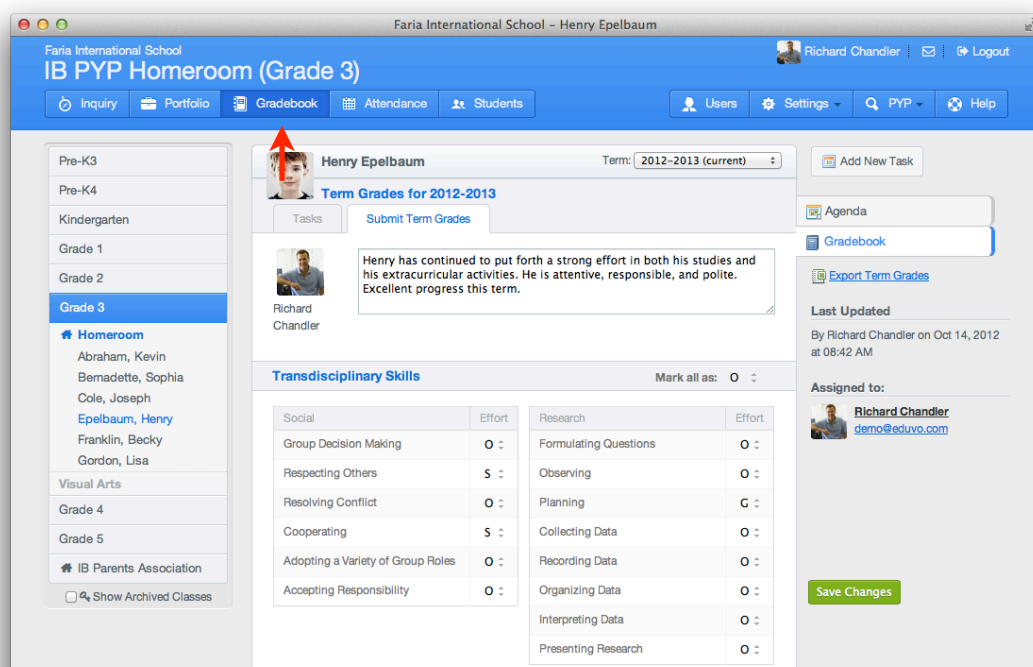 Faria International School – Henry Epelbaum
Faria International School
IB PYP Homeroom (Grade 3)
Richard Chandler
Logout
Inquiry
Portfolio
Gradebook
Attendance
Students
Users
Settings
PYP
Help
Pre-K3
Pre-K4
Kindergarten
Grade 1
Grade 2
Grade 3
Homeroom
Abraham, Kevin
Bernadette, Sophia
Cole, Joseph
Epelbaum, Henry
Franklin, Becky
Gordon, Lisa
Visual Arts
Grade 4
Grade 5
IB Parents Association
Show Archived Classes
Henry Epelbaum
Term: 2012-2013 (current)
Term Grades for 2012-2013
Tasks
Submit Term Grades
Richard
Chandler
Henry has continued to put forth a strong effort in both his studies and
his extracurricular activities. He is attentive, responsible, and polite.
Excellent progress this term.
Transdisciplinary Skills
Mark all as: O
Social Effort
Group Decision Making O
Respecting Others S
Resolving Conflict O
Cooperating S
Adopting a Variety of Group Roles O
Accepting Responsibility O
Research Effort
Formulating Questions O
Observing O
Planning G
Collecting Data O
Recording Data O
Organizing Data O
Interpreting Data O
Presenting Research O
Add New Task
Agenda
Gradebook
Export Term Grades
Last Updated
By Richard Chandler on Oct 14, 2012
at 08:42 AM
Assigned to:
Richard Chandler
demo@eduvo.com
Save Changes